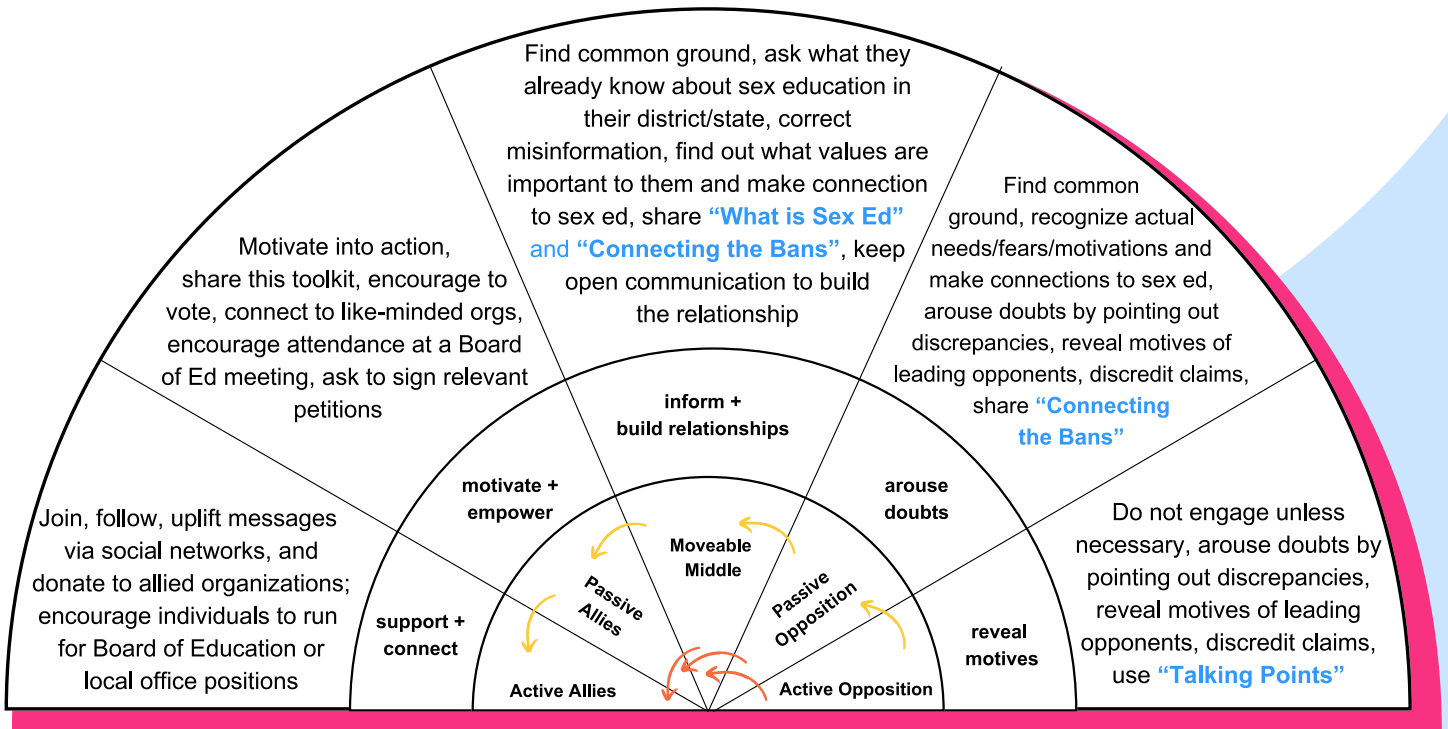 Join, follow, uplift messages
via social networks, and
donate to allied organizations;
encourage individuals to run
for Board of Education or
local office positions
support +
connect
Active Allies
Motivate into action,
share this toolkit, encourage to
vote, connect to like-minded orgs,
encourage attendance at a Board
of Ed meeting, ask to sign relevant
petitions
motivate +
empower
Passive
Allies
Find common ground, ask what they
already know about sex education in
their district/state, correct
misinformation, find out what values are
important to them and make connection
to sex ed, share “What is Sex Ed”
and “Connecting the Bans”, keep
open communication to build
the relationship
inform +
build relationships
Moveable
Middle
Find common
ground, recognize actual
needs/fears/motivations and
make connections to sex ed,
arouse doubts by pointing out
discrepancies, reveal motives of
leading opponents, discredit claims,
share “Connecting
the Bans”
arouse
doubts
Passive
Opposition
Do not engage unless
necessary, arouse doubts by
pointing out discrepancies,
reveal motives of leading
opponents, discredit claims,
use “Talking Points”
reveal
motives
Active Opposition